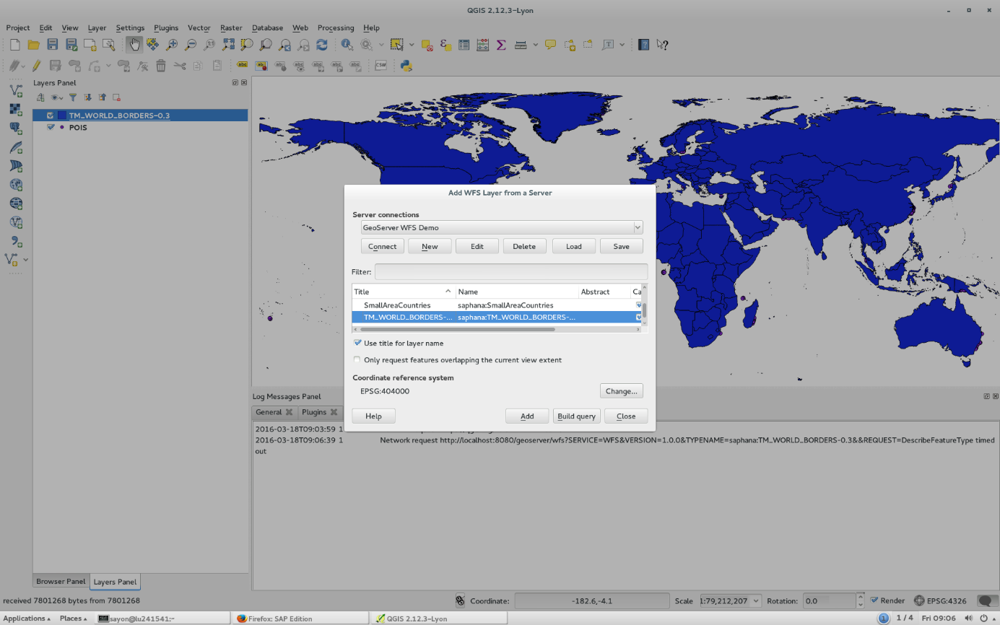 QGIS 2.12.3-Lyon
Project Edit View Layer Settings Plugins Vector Raster Database Web Processing Help
CSW
Layers Panel
TM_WORLD_BORDERS-0.3
POIS
Add WFS Layer from a Server
Server connections
GeoServer WFS Demo
Connect New Edit Delete Load Save
Filter:
Title Name Abstract Ca
SmallAreaCountries saphana:SmallAreaCountries
TM_WORLD_BORDERS-... saphana:TM_WORLD_BORDERS-...
Use title for layer name
Only request features overlapping the current view extent
Coordinate reference system
EPSG:404000
Change...
Help Add Build query Close
Log Messages Panel
General Plugins
2016-03-18T09:03:59 1
2016-03-18T09:06:39 1 Network request http://localhost:8080/geoserver/wfs?SERVICE=WFS&VERSION=1.0.0&TYPENAME=saphana:TM_WORLD_BORDERS-0.3&&REQUEST=DescribeFeatureType timed
out
Browser Panel Layers Panel
received 7801268 bytes from 7801268
Coordinate: -182.6,-4.1 Scale 1:79,212,207 Rotation: 0.0 Render EPSG:4326
Applications Places sayon@lu241541:~ Firefox: SAP Edition QGIS 2.12.3-Lyon 1 1 / 4 Fri 09:06